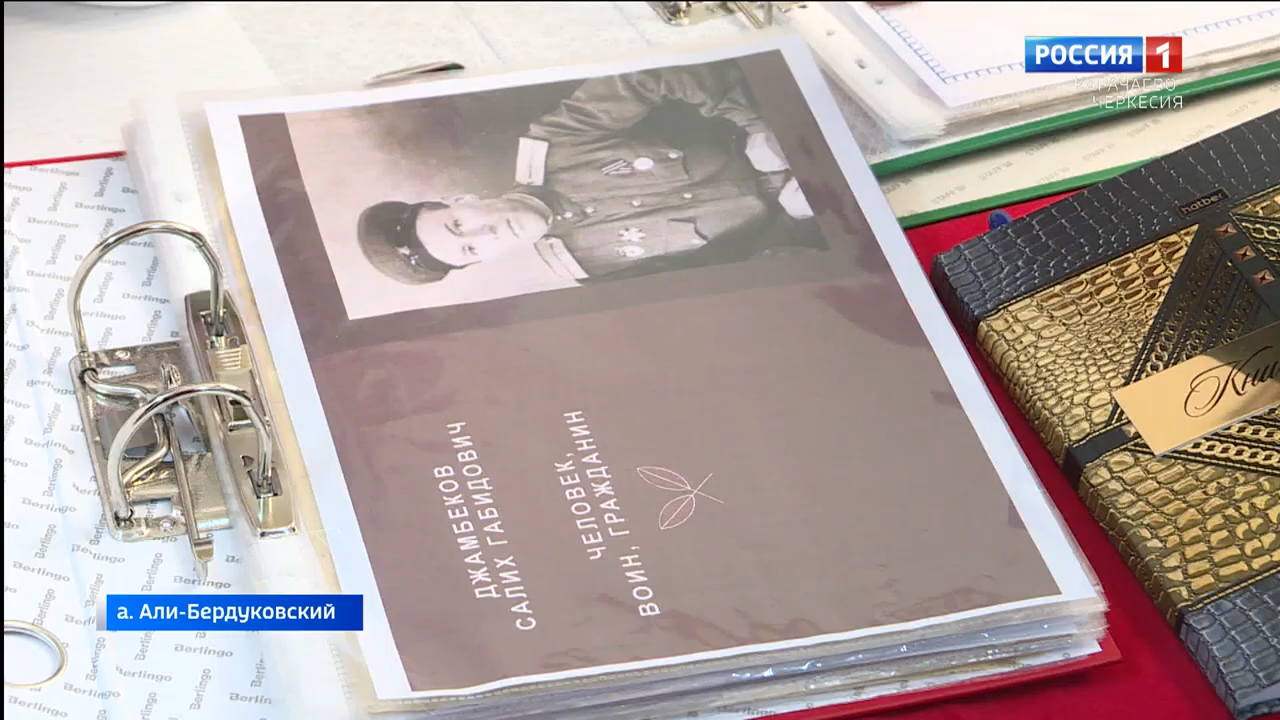 РОССИЯ 1
КАРАЧАЕВО
ЧЕРКЕСИЯ
hatber
Berlingo
ДЖАМБЕКОВ
САЛИХ ГАБИДОВИЧ
ЧЕЛОВЕК,
ВОИН, ГРАЖДАНИН
а. Али-Бердуковский